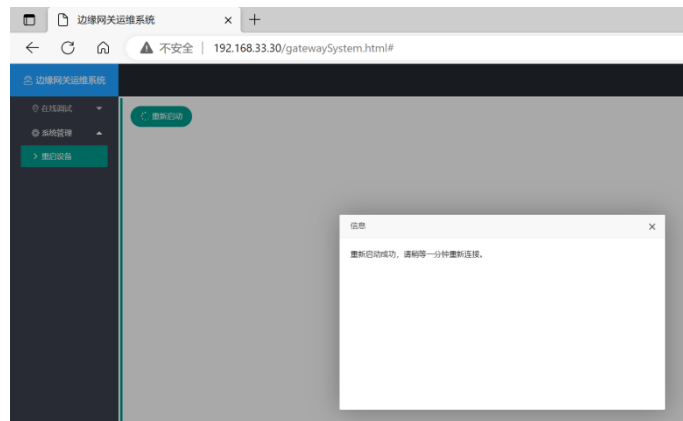 边缘网关运维系统
不安全 192.168.33.30/gatewaySystem.html#
边缘网关运维系统
在线调试
重新启动
系统管理
重启设备
信息
重新启动成功，请稍等一分钟重新连接。